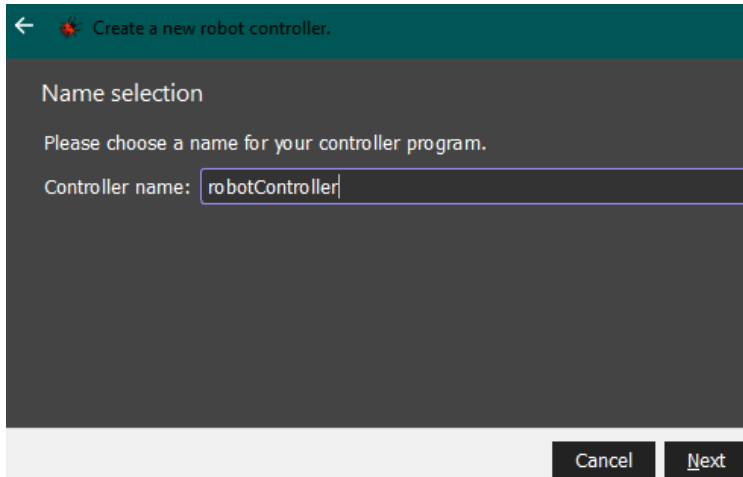 Create a new robot controller.
Name selection
Please choose a name for your controller program.
Controller name: robotController
Cancel Next